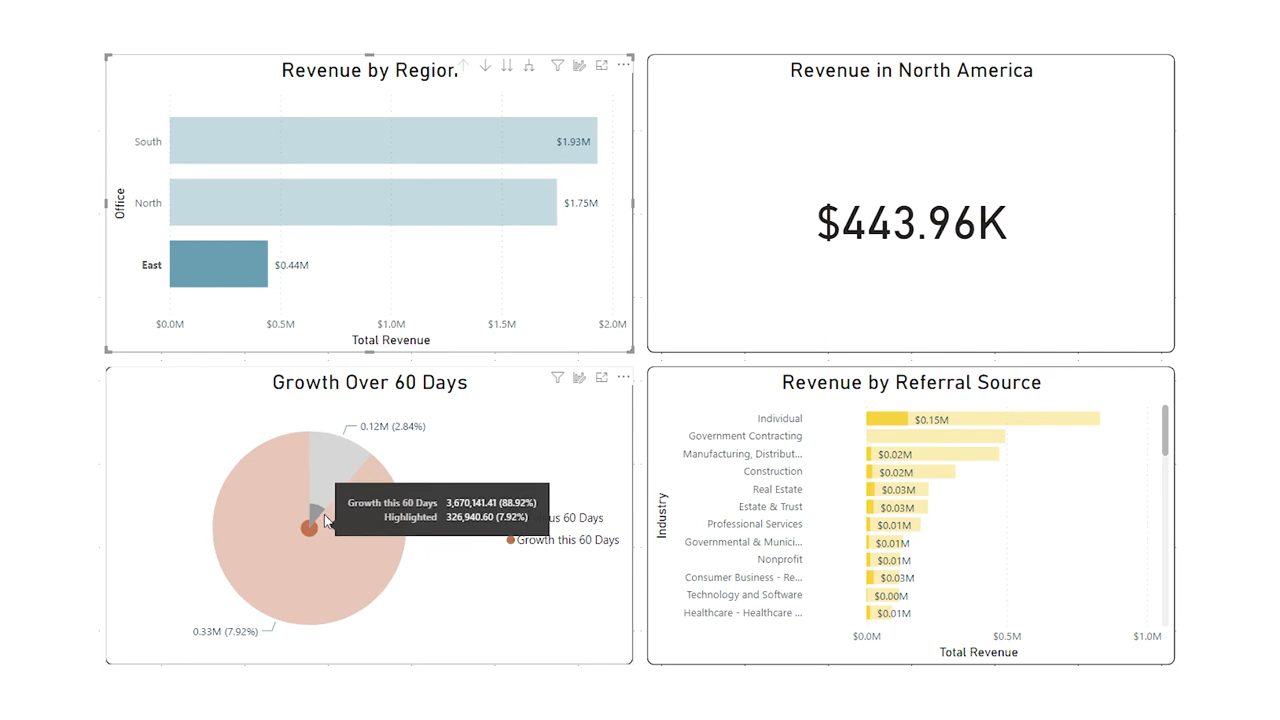 Revenue by Region
Office
South
$1.93M
North
$1.75M
East
$0.44M
$0.0M
$0.5M
$1.0M
$1.5M
$2.0M
Total Revenue
Revenue in North America
$443.96K
Growth Over 60 Days
0.12M (2.84%)
Growth this 60 Days 3,670,141.41 (88.92%)
Highlighted 326,940.60 (7.92%)
60 Days
Growth this 60 Days
0.33M (7.92%)
Revenue by Referral Source
Industry
Individual
$0.15M
Government Contracting
Manufacturing, Distribut...
$0.02M
Construction
$0.02M
Real Estate
$0.03M
Estate & Trust
$0.03M
Professional Services
$0.01M
Governmental & Munici...
$0.01M
Nonprofit
$0.01M
Consumer Business - Re...
$0.03M
Technology and Software
$0.00M
Healthcare - Healthcare ...
$0.01M
$0.0M
$0.5M
$1.0M
Total Revenue